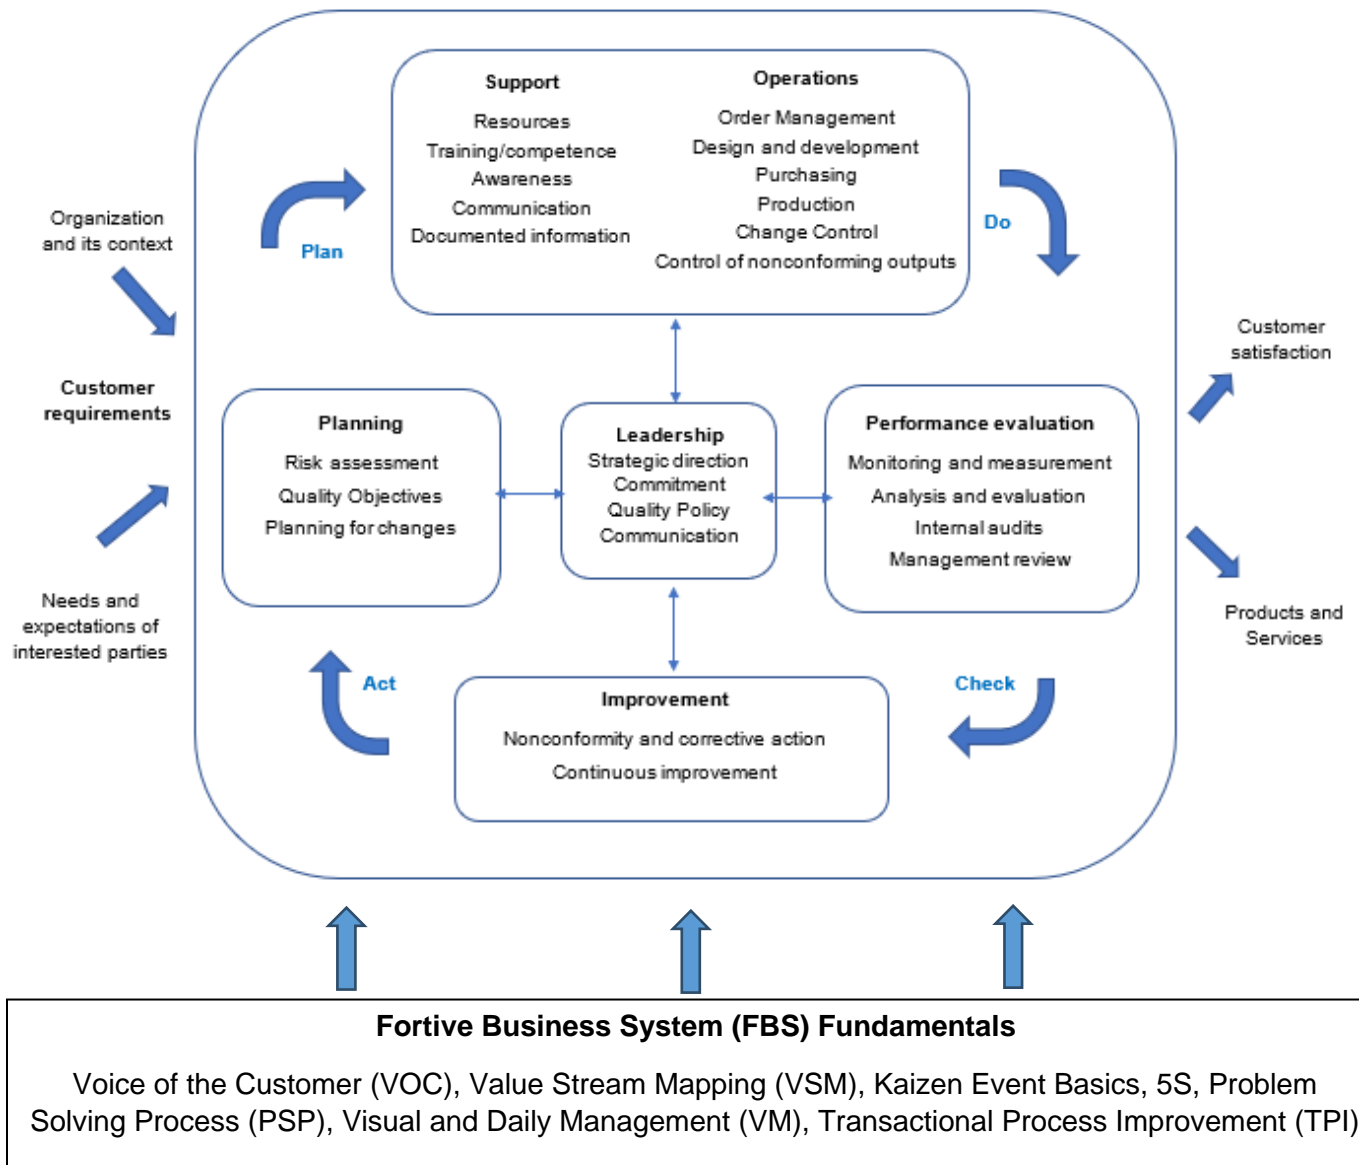 Support
Resources
Training/competence
Awareness
Communication
Documented information
Operations
Order Management
Design and development
Purchasing
Production
Change Control
Control of nonconforming outputs
Plan
Do
Organization
and its context
Customer
requirements
Needs and
expectations of
interested parties
Planning
Risk assessment
Quality Objectives
Planning for changes
Leadership
Strategic direction
Commitment
Quality Policy
Communication
Performance evaluation
Monitoring and measurement
Analysis and evaluation
Internal audits
Management review
Customer
satisfaction
Products and
Services
Act
Check
Improvement
Nonconformity and corrective action
Continuous improvement
Fortive Business System (FBS) Fundamentals
Voice of the Customer (VOC), Value Stream Mapping (VSM), Kaizen Event Basics, 5S, Problem
Solving Process (PSP), Visual and Daily Management (VM), Transactional Process Improvement (TPI)